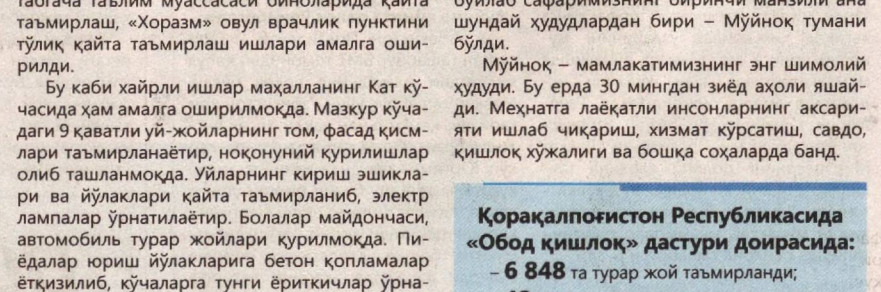 табгача таълим муассасаси биноларида қайта
таъмирлаш, «Хоразм» овул врачлик пунктини
тўлиқ қайта таъмирлаш ишлари амалга оши-
рилди.
Бу каби хайрли ишлар маҳалланинг Кат кў-
часида ҳам амалга оширилмоқда. Мазкур кўча-
даги 9 қаватли уй-жойларнинг том, фасад қисм-
лари таъмирланаётир, ноқонуний қурилишлар
олиб ташланмоқда. Уйларнинг кириш эшикла-
ри ва йўлаклари қайта таъмирланиб, электр
лампалар ўрнатилаётир. Болалар майдончаси,
автомобиль турар жойлари қурилмоқда. Пи-
ёдалар юриш йўлакларига бетон қопламалар
ётқизилиб, кўчаларга тунги ёриткичлар ўрна-
бўйлаб сафаримизнинг биринчи манзили ана
шундай ҳудудлардан бири – Мўйноқ тумани
бўлди.
Мўйноқ – мамлакатимизнинг энг шимолий
ҳудуди. Бу ерда 30 мингдан зиёд аҳоли яшай-
ди. Меҳнатга лаёқатли инсонларнинг аксари-
яти ишлаб чиқариш, хизмат кўрсатиш, савдо,
қишлоқ хўжалиги ва бошқа соҳаларда банд.
Қорақалпоғистон Республикасида
«Обод қишлоқ» дастури доирасида:
– 6 848 та турар жой таъмирланди;